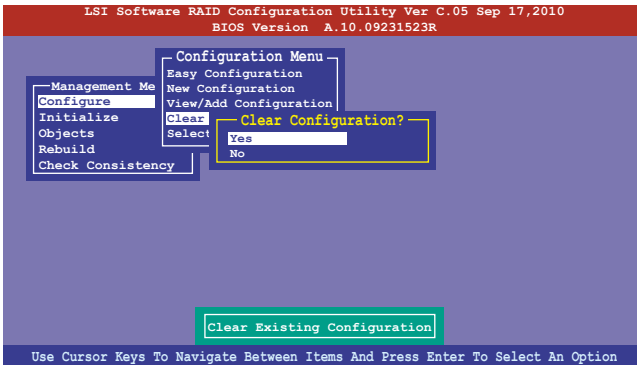 LSI Software RAID Configuration Utility Ver C.05 Sep 17,2010
BIOS Version A.10.09231523R
Configuration Menu
Easy Configuration
New Configuration
View/Add Configuration
Clear
Select
Management Me
Configure
Initialize
Objects
Rebuild
Check Consistency
Clear Configuration?
Yes
No
Clear Existing Configuration
Use Cursor Keys To Navigate Between Items And Press Enter To Select An Option